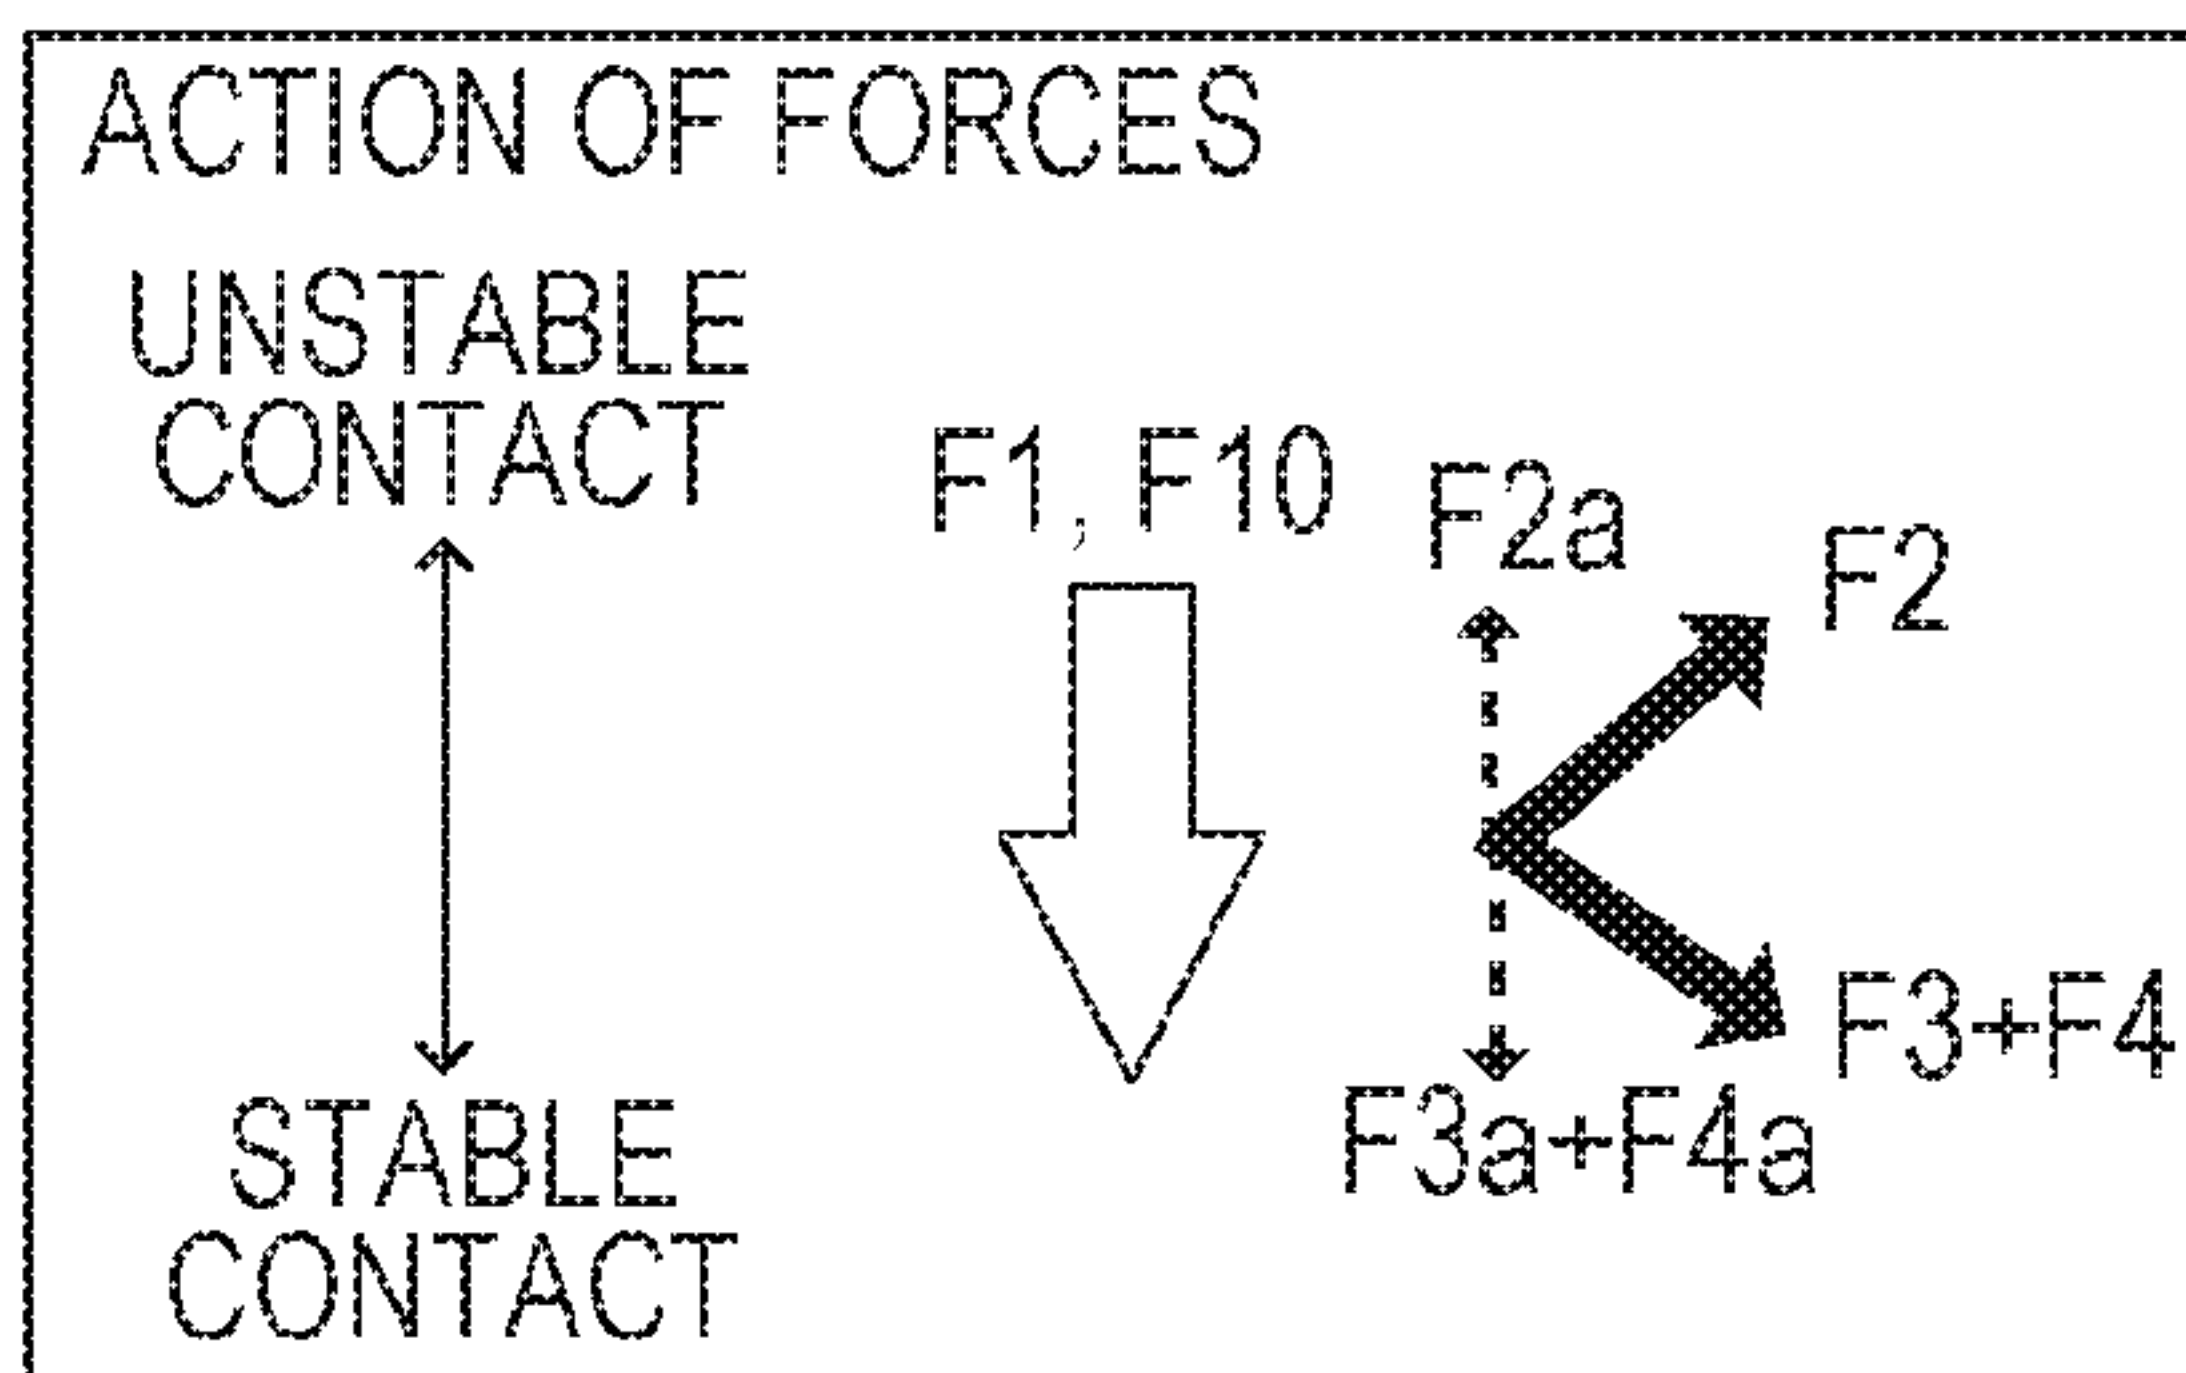 ACTION OF FORCES
UNSTABLE
CONTACT
F1, F10
F2a
F2
F3+F4
F3a+F4a
STABLE
CONTACT